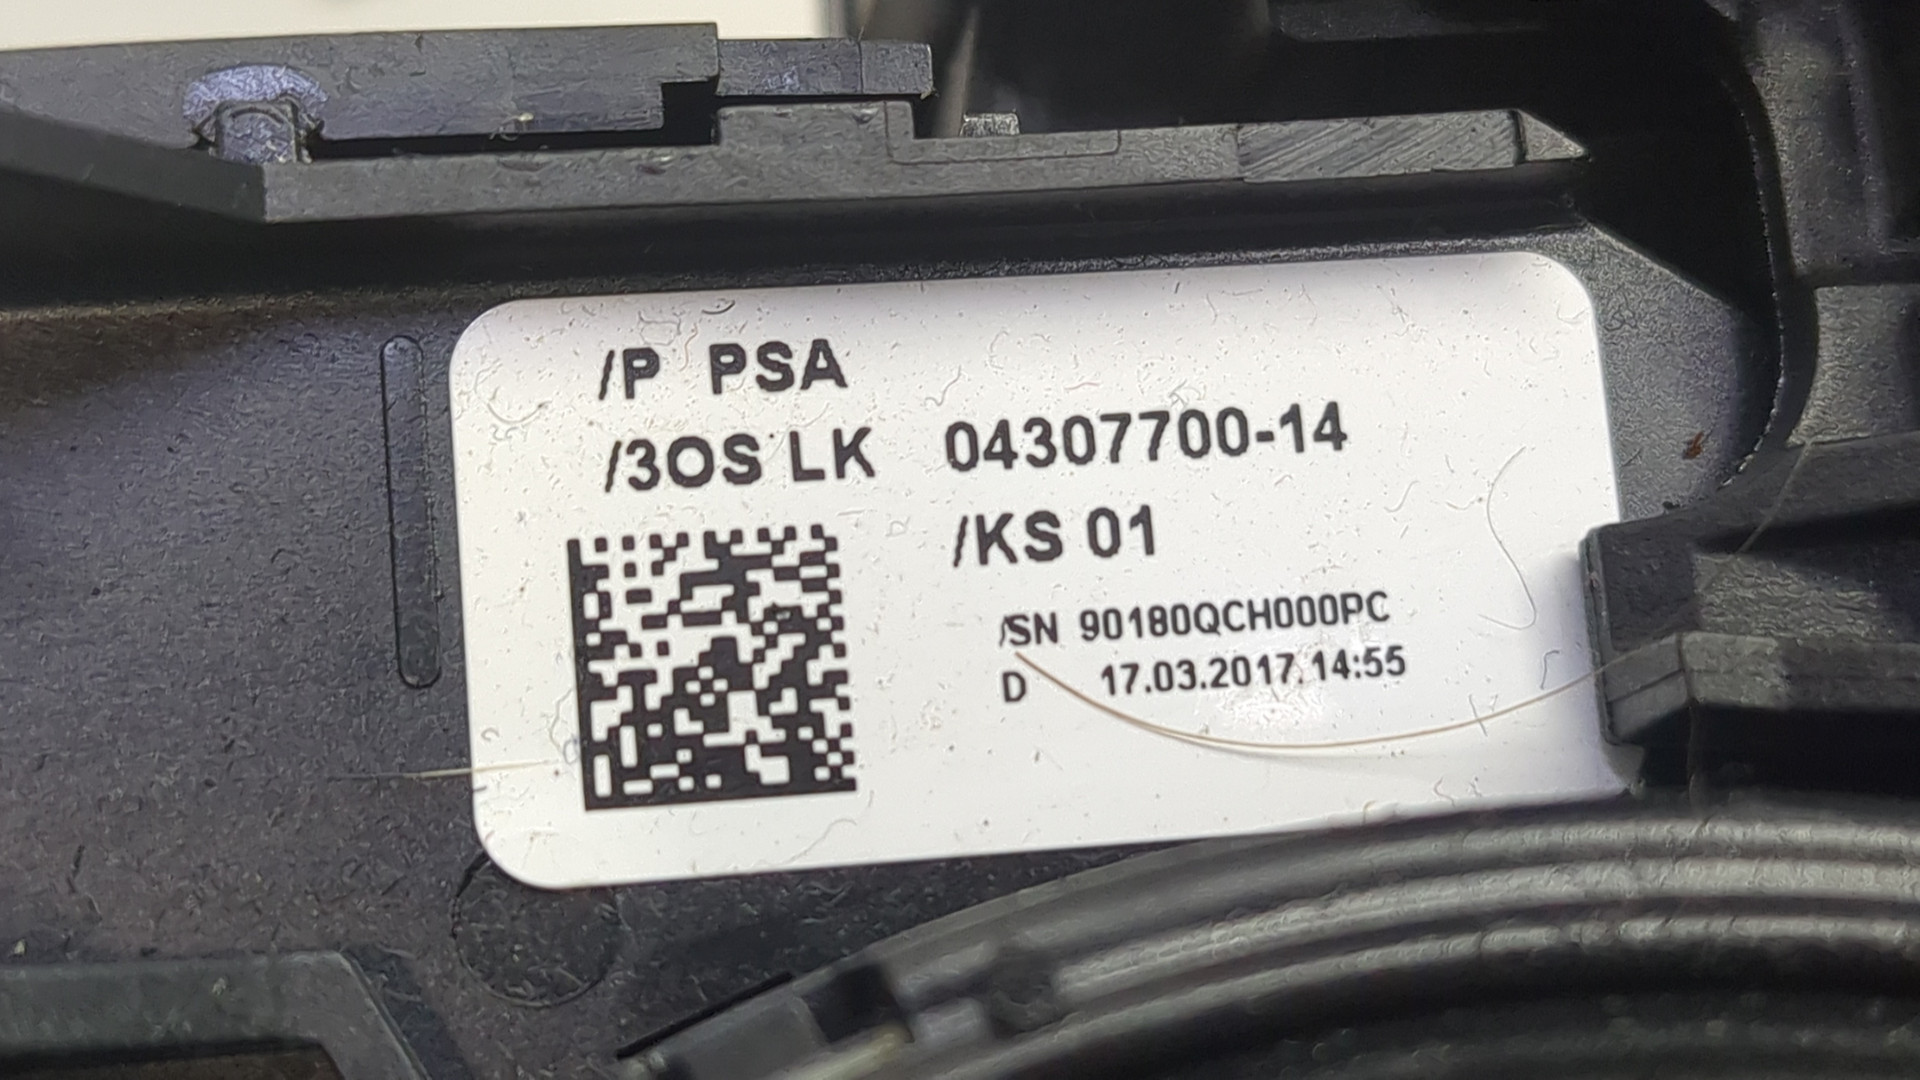 /P PSA
/3OS LK 04307700-14
/KS 01
/SN 90180QCH000PC
D 17.03.2017 14:55